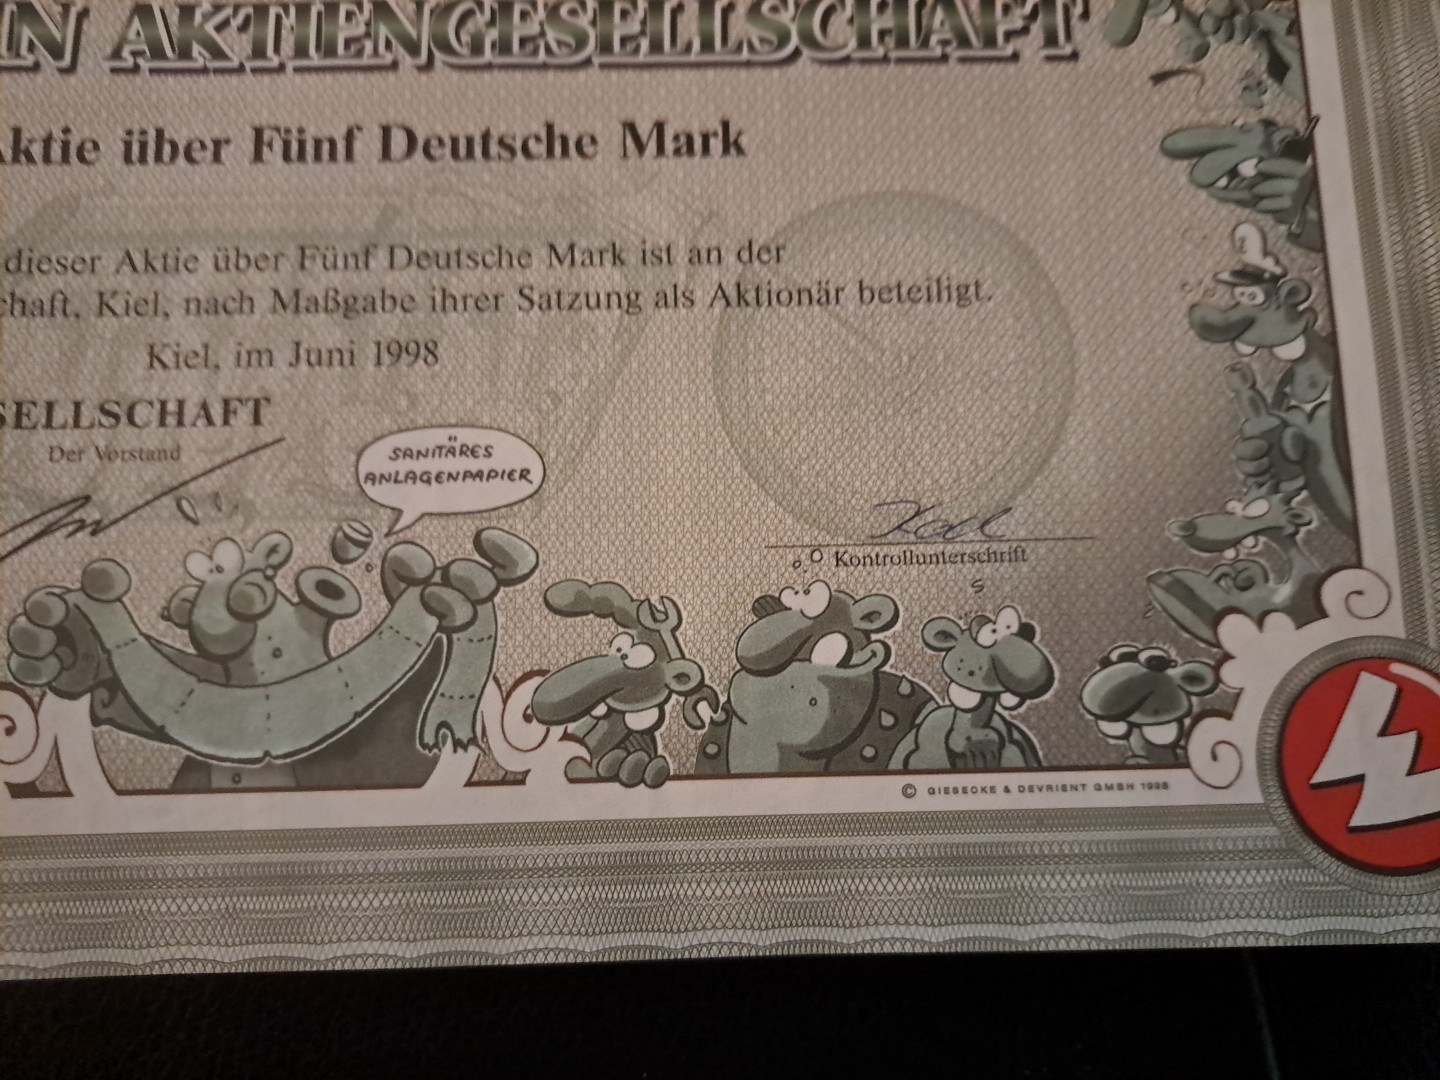 N AKTIENGESELLSCHAFT
Aktie über Fünf Deutsche Mark
dieser Aktie über Fünf Deutsche Mark ist an der
chaft, Kiel, nach Maßgabe ihrer Satzung als Aktionär beteiligt.
Kiel, im Juni 1998
SELLSCHAFT
Der Vorstand
SANITÄRES
ANLAGENPAPIER
Kontrollunterschrift
© GIESECKE & DEVRIENT GMBH 1998